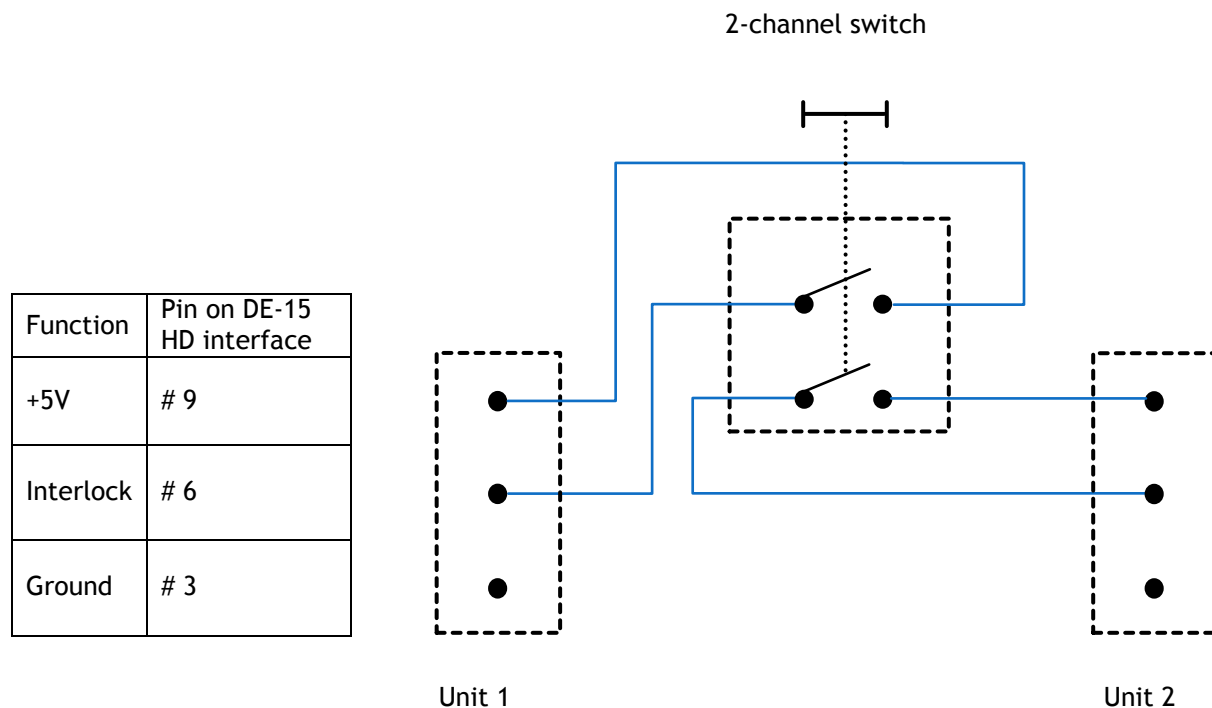 2-channel switch
Function
Pin on DE-15
HD interface
+5V
# 9
Interlock
# 6
Ground
# 3
Unit 1
Unit 2